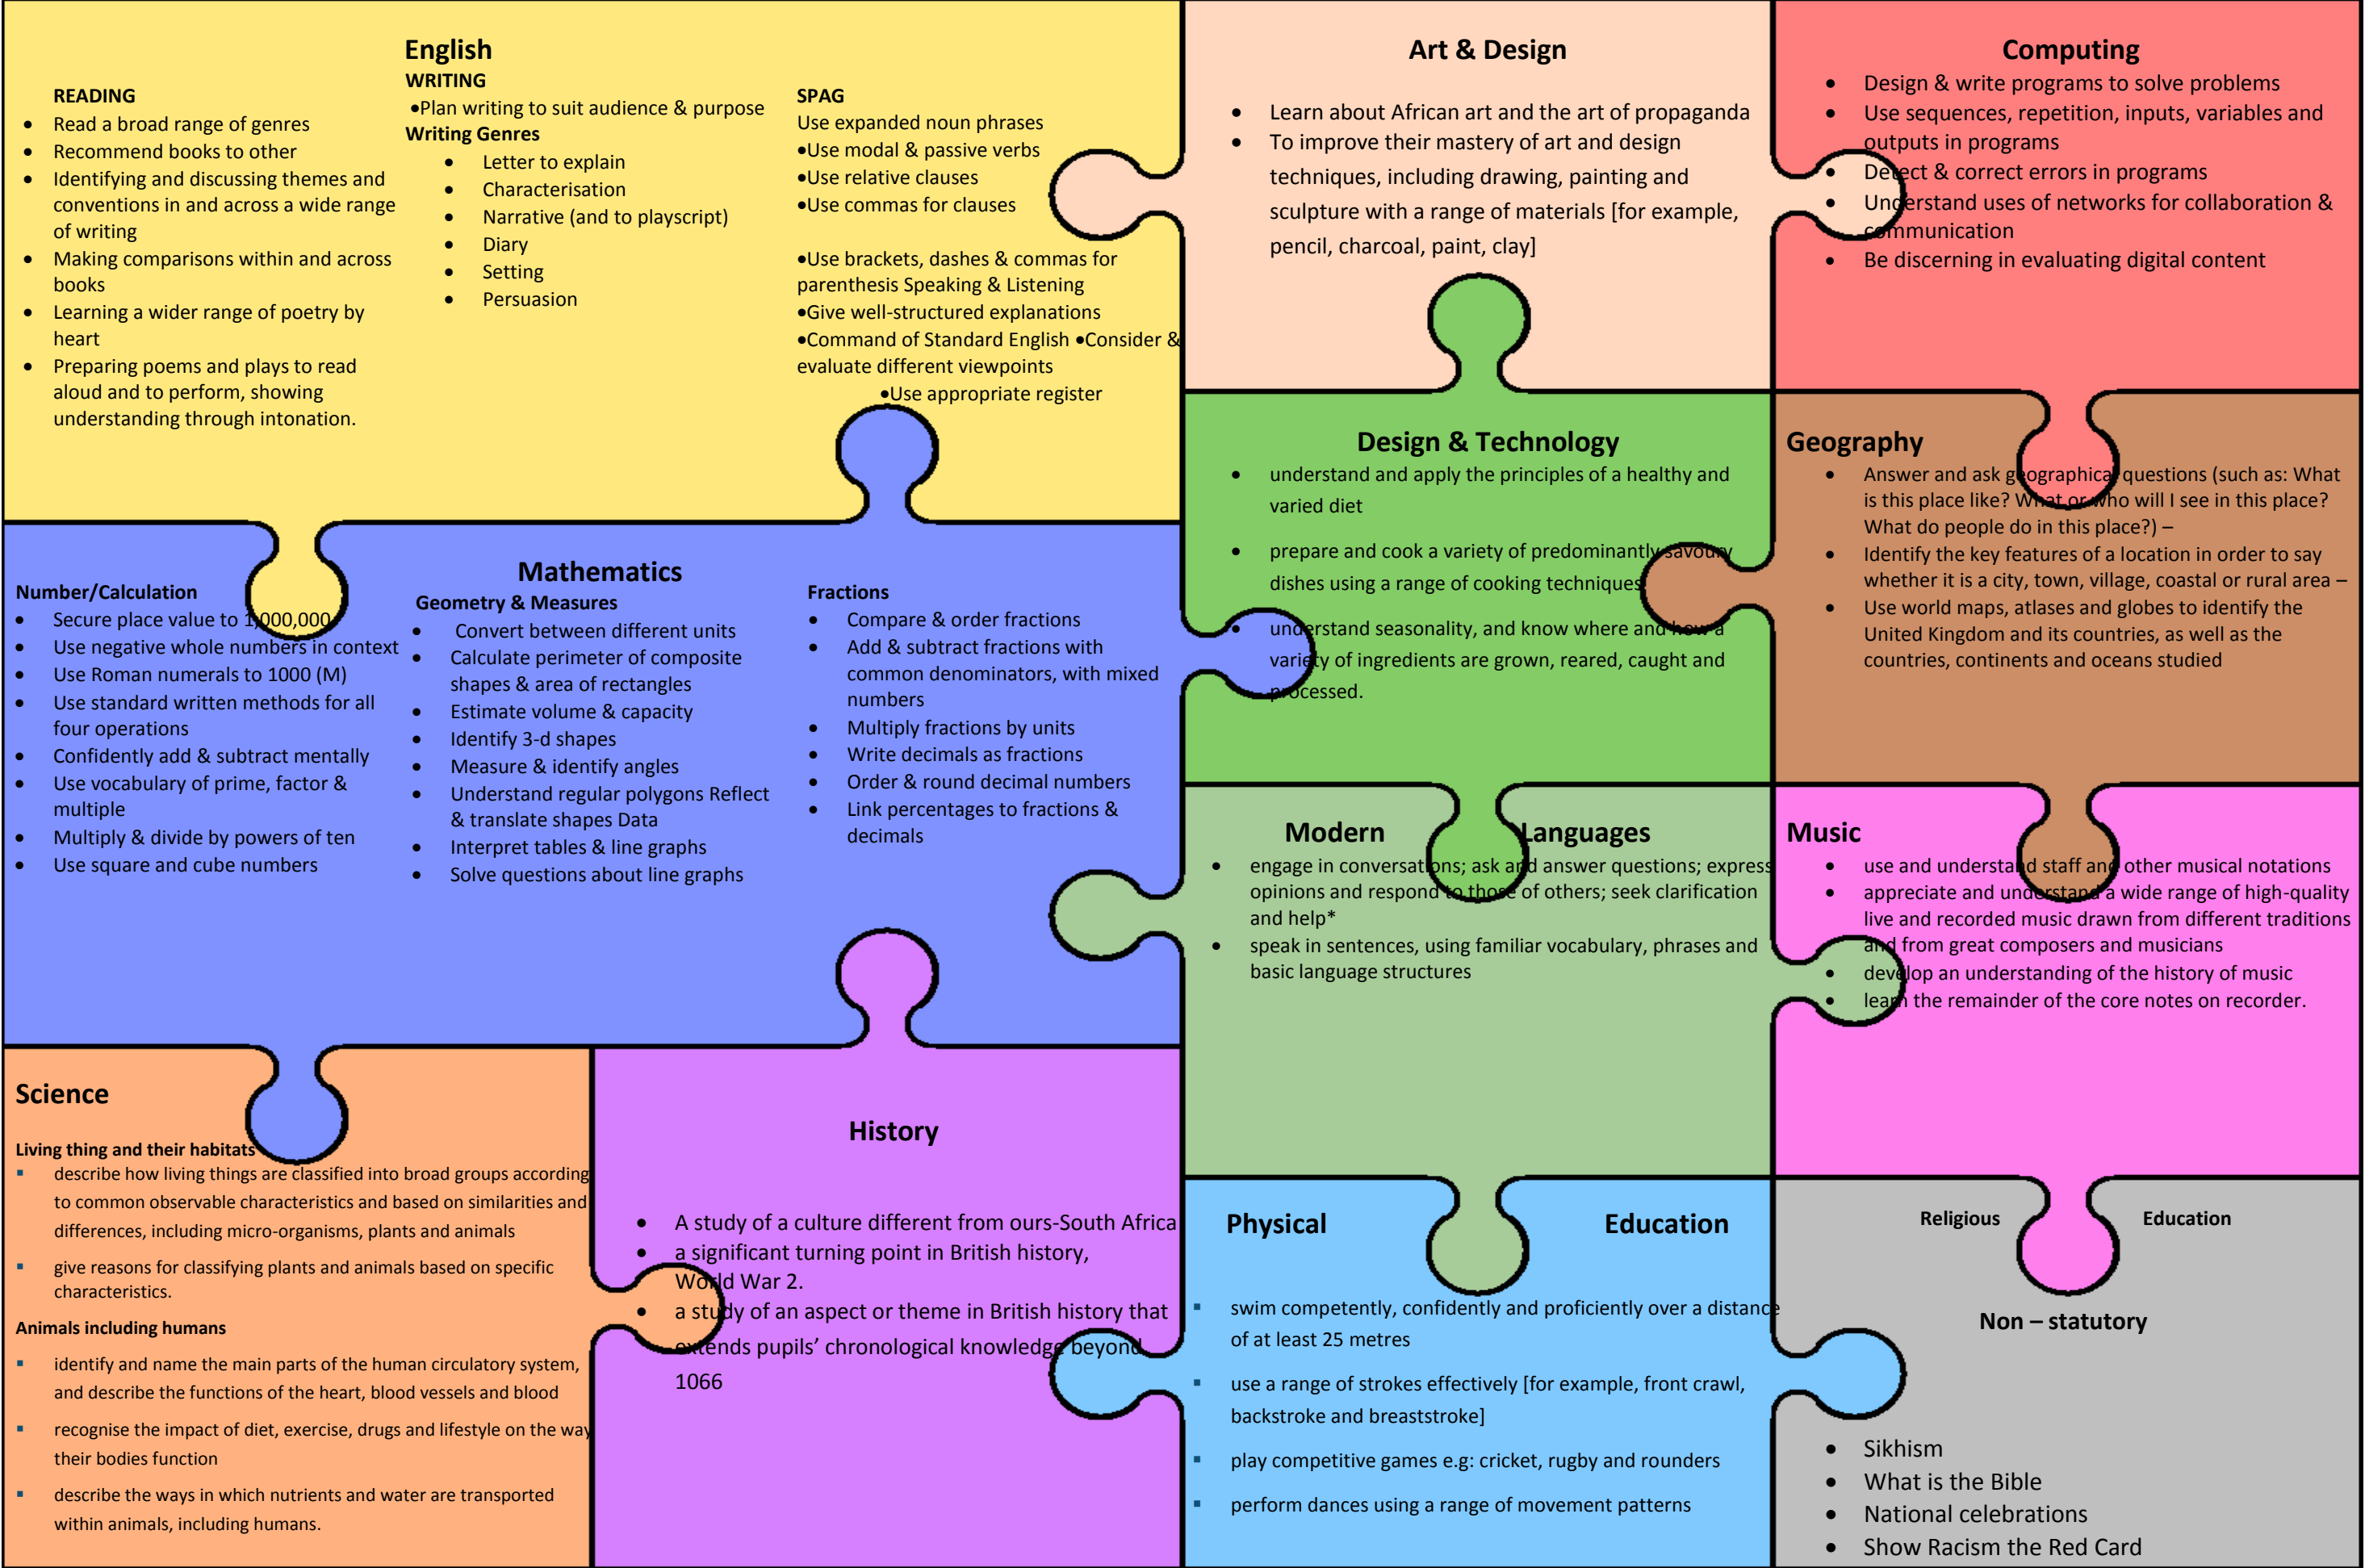 English
READING
• Read a broad range of genres
• Recommend books to other
• Identifying and discussing themes and
conventions in and across a wide range
of writing
• Making comparisons within and across
books
• Learning a wider range of poetry by
heart
• Preparing poems and plays to read
aloud and to perform, showing
understanding through intonation.
WRITING
•Plan writing to suit audience & purpose
Writing Genres
• Letter to explain
• Characterisation
• Narrative (and to playscript)
• Diary
• Setting
• Persuasion
SPAG
Use expanded noun phrases
•Use modal & passive verbs
•Use relative clauses
•Use commas for clauses
•Use brackets, dashes & commas for
parenthesis Speaking & Listening
•Give well-structured explanations
•Command of Standard English •Consider &
evaluate different viewpoints
•Use appropriate register
Art & Design
• Learn about African art and the art of propaganda
• To improve their mastery of art and design
techniques, including drawing, painting and
sculpture with a range of materials [for example,
pencil, charcoal, paint, clay]
Computing
• Design & write programs to solve problems
• Use sequences, repetition, inputs, variables and
outputs in programs
• Detect & correct errors in programs
• Understand uses of networks for collaboration &
communication
• Be discerning in evaluating digital content
Mathematics
Number/Calculation
• Secure place value to 1,000,000
• Use negative whole numbers in context
• Use Roman numerals to 1000 (M)
• Use standard written methods for all
four operations
• Confidently add & subtract mentally
• Use vocabulary of prime, factor &
multiple
• Multiply & divide by powers of ten
• Use square and cube numbers
Geometry & Measures
• Convert between different units
• Calculate perimeter of composite
shapes & area of rectangles
• Estimate volume & capacity
• Identify 3-d shapes
• Measure & identify angles
• Understand regular polygons Reflect
& translate shapes Data
• Interpret tables & line graphs
• Solve questions about line graphs
Fractions
• Compare & order fractions
• Add & subtract fractions with
common denominators, with mixed
numbers
• Multiply fractions by units
• Write decimals as fractions
• Order & round decimal numbers
• Link percentages to fractions &
decimals
Design & Technology
• understand and apply the principles of a healthy and
varied diet
• prepare and cook a variety of predominantly savoury
dishes using a range of cooking techniques
• understand seasonality, and know where and how a
variety of ingredients are grown, reared, caught and
processed.
Geography
• Answer and ask geographical questions (such as: What
is this place like? What or who will I see in this place?
What do people do in this place?) –
• Identify the key features of a location in order to say
whether it is a city, town, village, coastal or rural area –
• Use world maps, atlases and globes to identify the
United Kingdom and its countries, as well as the
countries, continents and oceans studied
Modern Languages
• engage in conversations; ask and answer questions; express
opinions and respond to those of others; seek clarification
and help*
• speak in sentences, using familiar vocabulary, phrases and
basic language structures
Music
• use and understand staff and other musical notations
• appreciate and understand a wide range of high-quality
live and recorded music drawn from different traditions
and from great composers and musicians
• develop an understanding of the history of music
• learn the remainder of the core notes on recorder.
Science
Living thing and their habitats
▪ describe how living things are classified into broad groups according
to common observable characteristics and based on similarities and
differences, including micro-organisms, plants and animals
▪ give reasons for classifying plants and animals based on specific
characteristics.
Animals including humans
▪ identify and name the main parts of the human circulatory system,
and describe the functions of the heart, blood vessels and blood
▪ recognise the impact of diet, exercise, drugs and lifestyle on the way
their bodies function
▪ describe the ways in which nutrients and water are transported
within animals, including humans.
History
• A study of a culture different from ours-South Africa
• a significant turning point in British history,
World War 2.
• a study of an aspect or theme in British history that
extends pupils’ chronological knowledge beyond
1066
Physical Education
▪ swim competently, confidently and proficiently over a distance
of at least 25 metres
▪ use a range of strokes effectively [for example, front crawl,
backstroke and breaststroke]
▪ play competitive games e.g: cricket, rugby and rounders
▪ perform dances using a range of movement patterns
Religious Education
Non – statutory
• Sikhism
• What is the Bible
• National celebrations
• Show Racism the Red Card